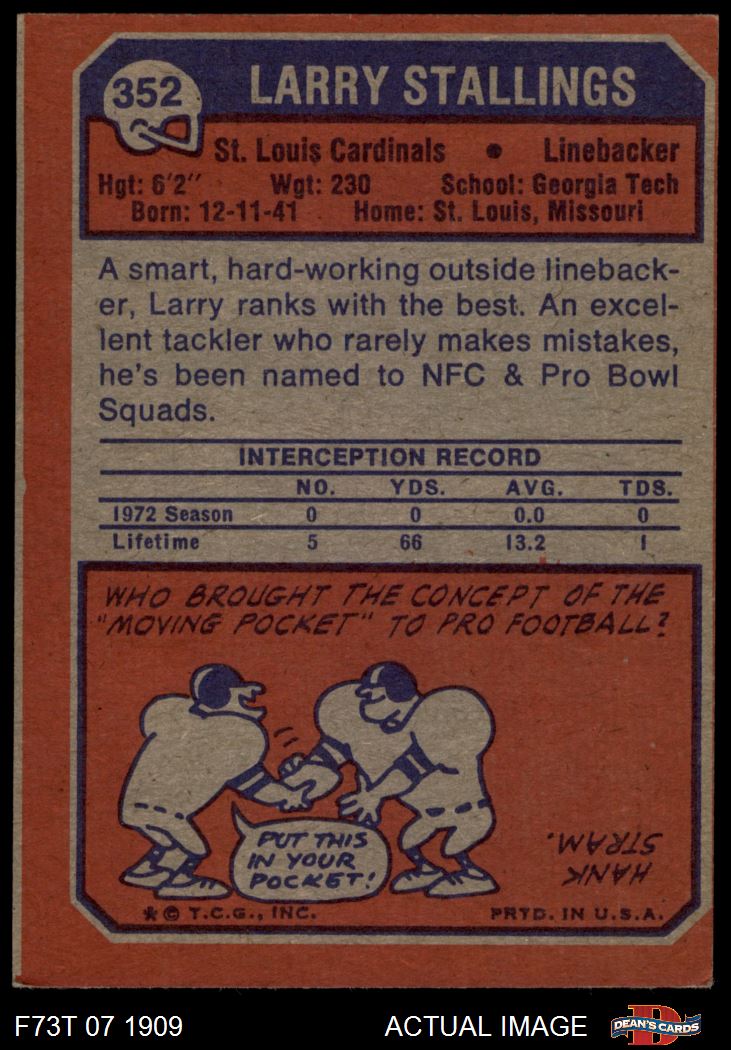 352
LARRY STALLINGS
St. Louis Cardinals • Linebacker
Hgt: 6'2" Wgt: 230 School: Georgia Tech
Born: 12-11-41 Home: St. Louis, Missouri
A smart, hard-working outside lineback-
er, Larry ranks with the best. An excel-
lent tackler who rarely makes mistakes,
he's been named to NFC & Pro Bowl
Squads.
INTERCEPTION RECORD
NO. YDS. AVG. TDS.
1972 Season 0 0 0.0 0
Lifetime 5 66 13.2 1
WHO BROUGHT THE CONCEPT OF THE
"MOVING POCKET" TO PRO FOOTBALL?
PUT THIS
IN YOUR
POCKET!
HANK
STRAM.
* © T.C.G., INC. PRTD. IN U.S.A.
F73T 07 1909 ACTUAL IMAGE
D
DEAN'S CARDS